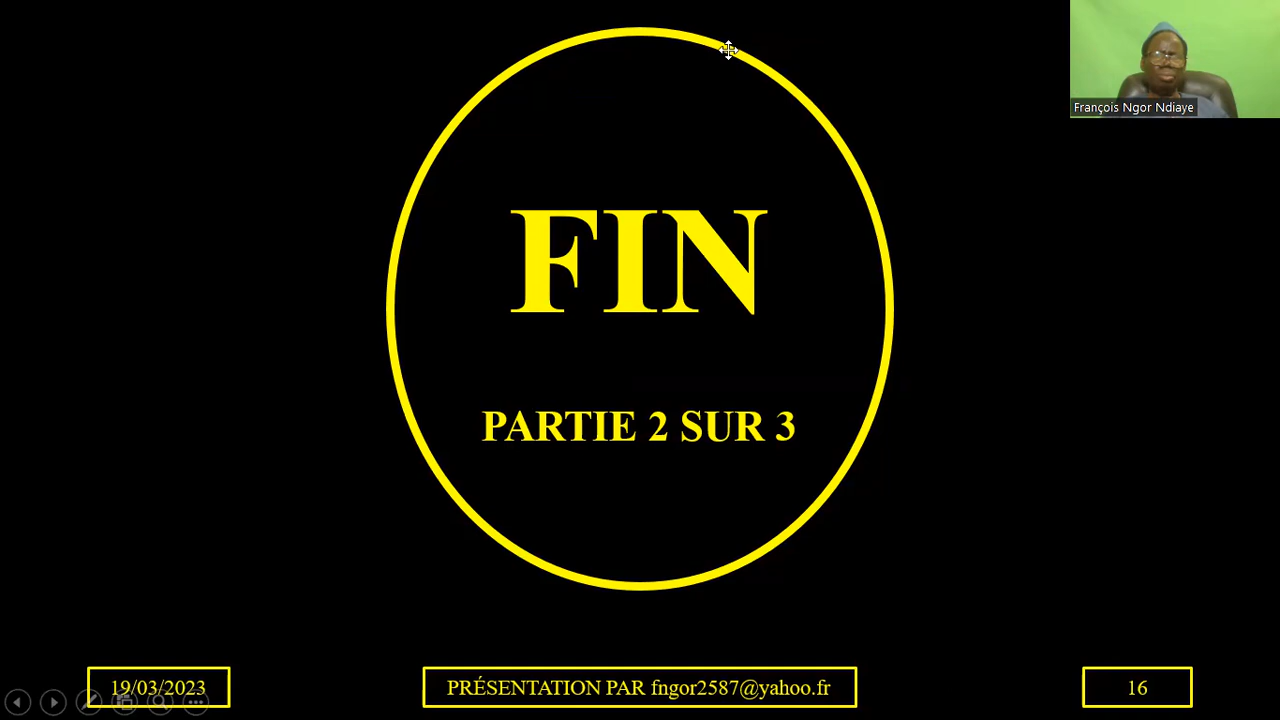 François Ngor Ndiaye
FIN
PARTIE 2 SUR 3
19/03/2023
PRÉSENTATION PAR fngor2587@yahoo.fr
16